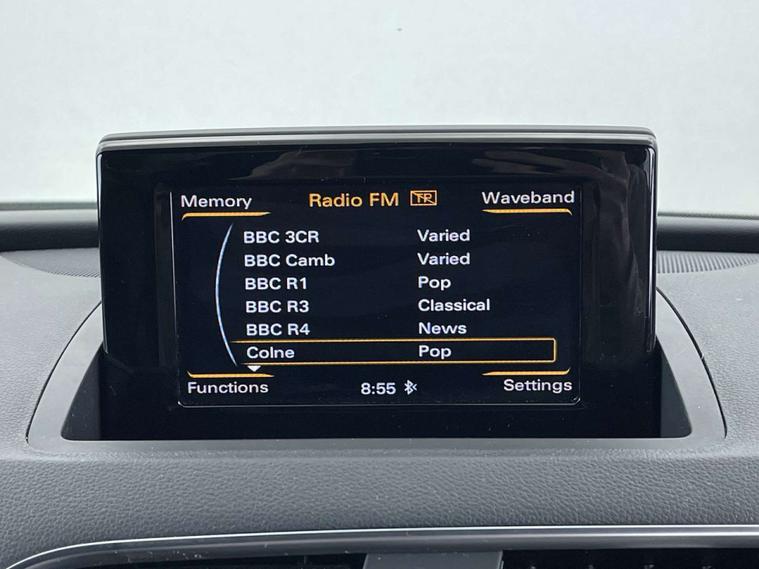 Memory Radio FM TP Waveband
BBC 3CR Varied
BBC Camb Varied
BBC R1 Pop
BBC R3 Classical
BBC R4 News
Colne Pop
Functions 8:55 Settings